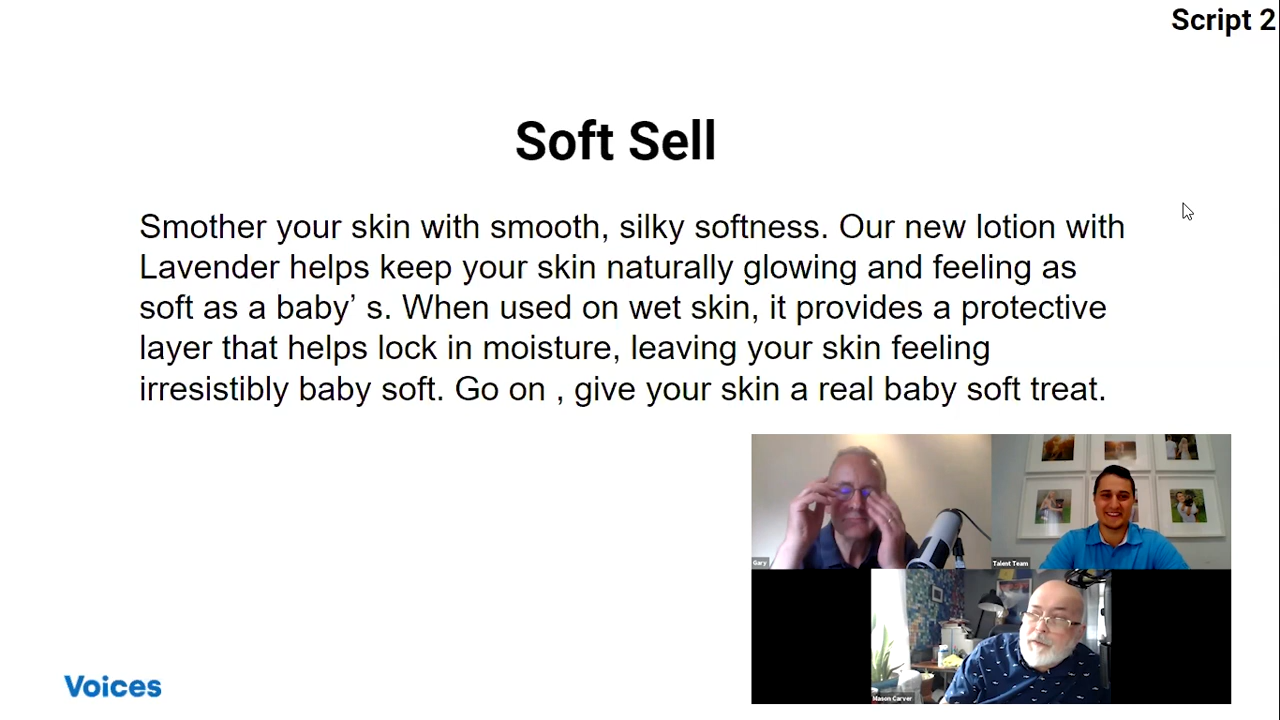 Script 2
Soft Sell
Smother your skin with smooth, silky softness. Our new lotion with
Lavender helps keep your skin naturally glowing and feeling as
soft as a baby’ s. When used on wet skin, it provides a protective
layer that helps lock in moisture, leaving your skin feeling
irresistibly baby soft. Go on , give your skin a real baby soft treat.
Gary
Talent Team
Mason Carver
Voices